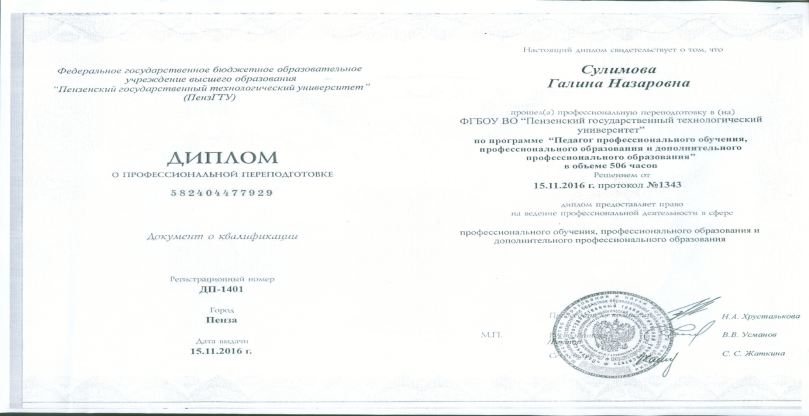 Федеральное государственное бюджетное образовательное
учреждение высшего образования
"Пензенский государственный технологический университет"
(ПензГТУ)
ДИПЛОМ
О ПРОФЕССИОНАЛЬНОЙ ПЕРЕПОДГОТОВКЕ
582404477929
Документ о квалификации
Регистрационный номер
ДП-1401
Город
Пенза
Дата выдачи
15.11.2016 г.
Настоящий диплом свидетельствует о том, что
Сулимова
Галина Назаровна
прошел(а) профессиональную переподготовку в (на)
ФГБОУ ВО "Пензенский государственный технологический
университет"
по программе "Педагог профессионального обучения,
профессионального образования и дополнительного
профессионального образования"
в объеме 506 часов
Решением от
15.11.2016 г. протокол №1343
диплом предоставляет право
на ведение профессиональной деятельности в сфере
профессионального обучения, профессионального образования и
дополнительного профессионального образования
Н.А. Хрусталькова
М.П.
В.В. Усманов
С. С. Жаткина